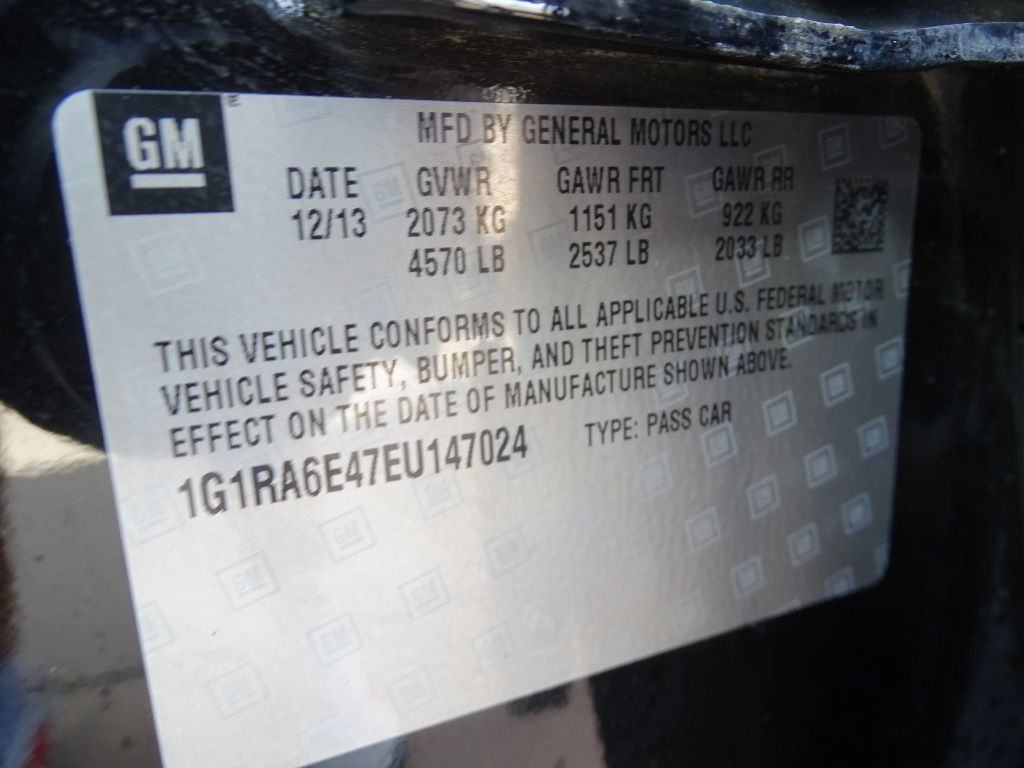 GM
MFD BY GENERAL MOTORS LLC
DATE GVWR GAWR FRT GAWR RR
12/13 2073 KG 1151 KG 922 KG
4570 LB 2537 LB 2033 LB
THIS VEHICLE CONFORMS TO ALL APPLICABLE U.S. FEDERAL MOTOR
VEHICLE SAFETY, BUMPER, AND THEFT PREVENTION STANDARDS IN
EFFECT ON THE DATE OF MANUFACTURE SHOWN ABOVE.
1G1RA6E47EU147024 TYPE: PASS CAR